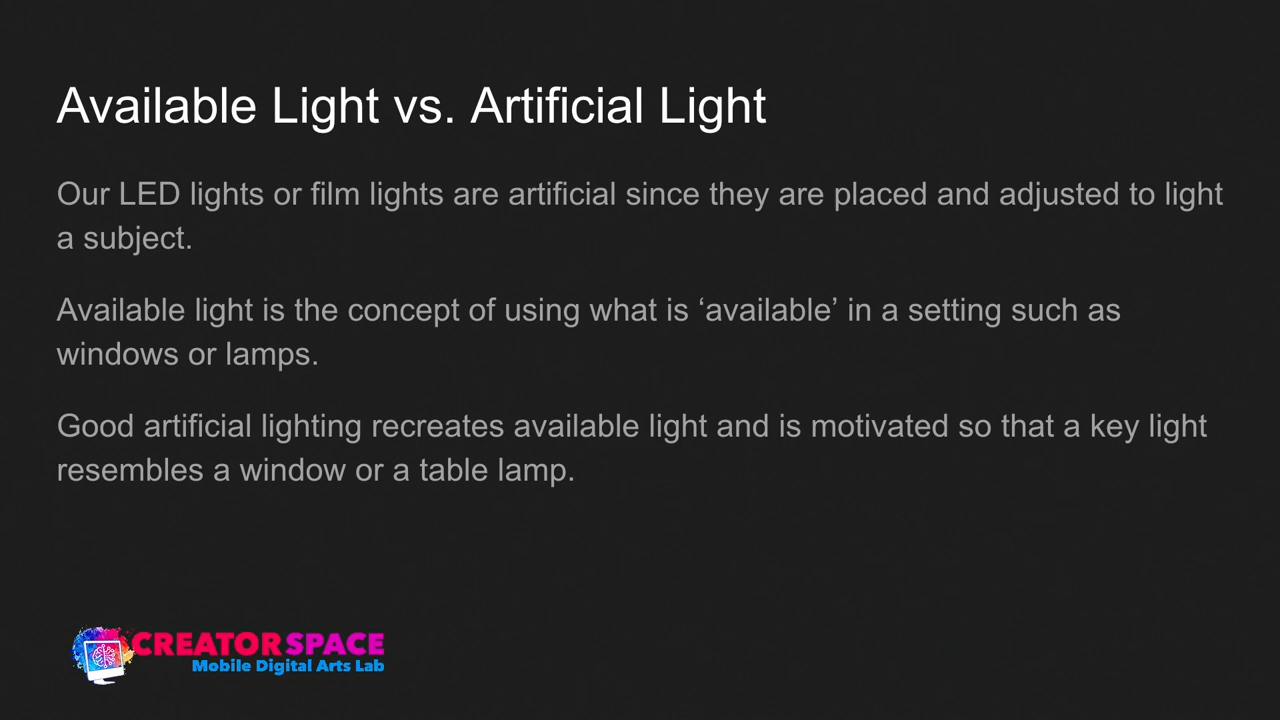 Available Light vs. Artificial Light
Our LED lights or film lights are artificial since they are placed and adjusted to light
a subject.
Available light is the concept of using what is ‘available’ in a setting such as
windows or lamps.
Good artificial lighting recreates available light and is motivated so that a key light
resembles a window or a table lamp.
CREATORSPACE
Mobile Digital Arts Lab